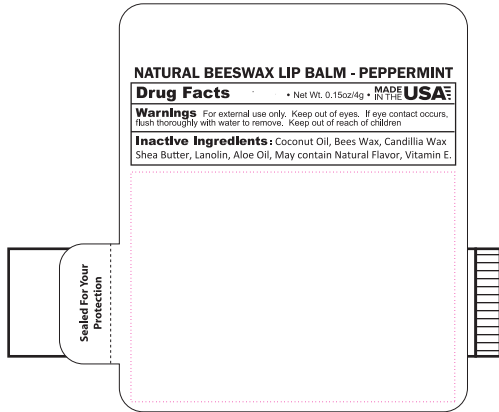 NATURAL BEESWAX LIP BALM - PEPPERMINT
Drug Facts • Net Wt. 0.15oz/4g • MADE IN THE USA
Warnings For external use only. Keep out of eyes. If eye contact occurs,
flush thoroughly with water to remove. Keep out of reach of children
Inactive Ingredients: Coconut Oil, Bees Wax, Candillia Wax
Shea Butter, Lanolin, Aloe Oil, May contain Natural Flavor, Vitamin E.
Sealed For Your
Protection